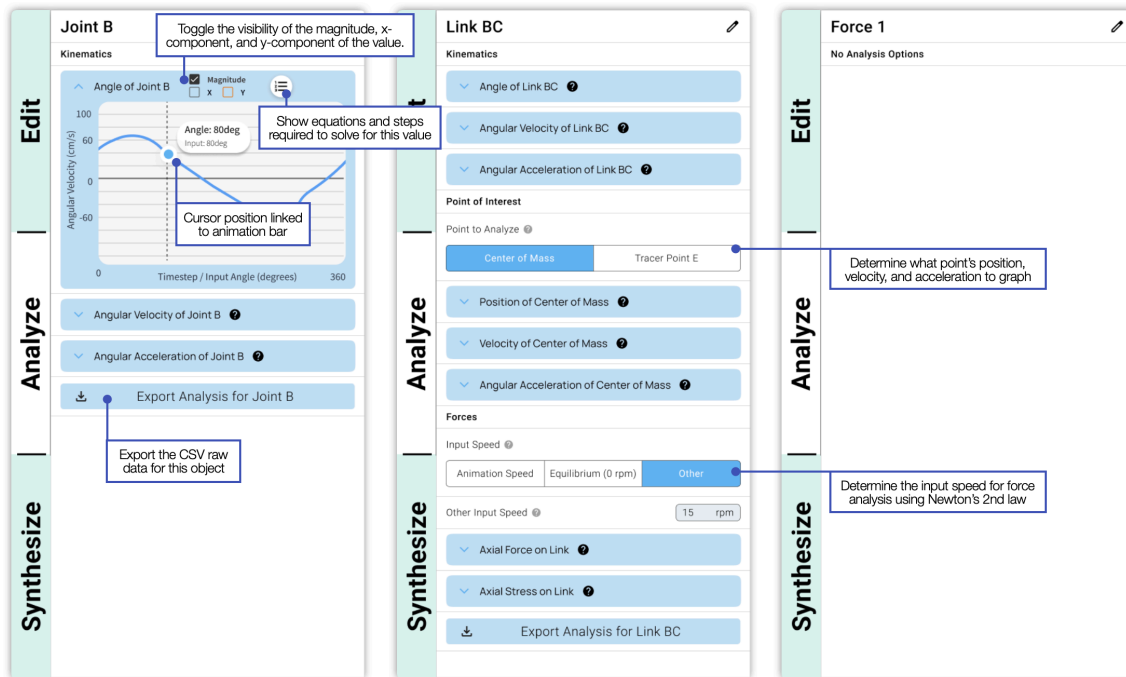 Joint B
Toggle the visibility of the magnitude, x-
component, and y-component of the value.
Kinematics
Angle of Joint B
Magnitude
X Y
Show equations and steps
required to solve for this value
100
60
0
-60
Angular Velocity (cm/s)
Angle: 80deg
Input: 80deg
Cursor position linked
to animation bar
0 Timestep / Input Angle (degrees) 360
Angular Velocity of Joint B ?
Angular Acceleration of Joint B ?
Export Analysis for Joint B
Export the CSV raw
data for this object
Edit
Analyze
Synthesize
Link BC
Kinematics
Angle of Link BC ?
Angular Velocity of Link BC ?
Angular Acceleration of Link BC ?
Point of Interest
Point to Analyze ?
Center of Mass Tracer Point E
Determine what point's position,
velocity, and acceleration to graph
Position of Center of Mass ?
Velocity of Center of Mass ?
Angular Acceleration of Center of Mass ?
Forces
Input Speed ?
Animation Speed Equilibrium (0 rpm) Other
Determine the input speed for force
analysis using Newton's 2nd law
Other Input Speed ? 15 rpm
Axial Force on Link ?
Axial Stress on Link ?
Export Analysis for Link BC
Analyze
Synthesize
Force 1
No Analysis Options
Edit
Analyze
Synthesize